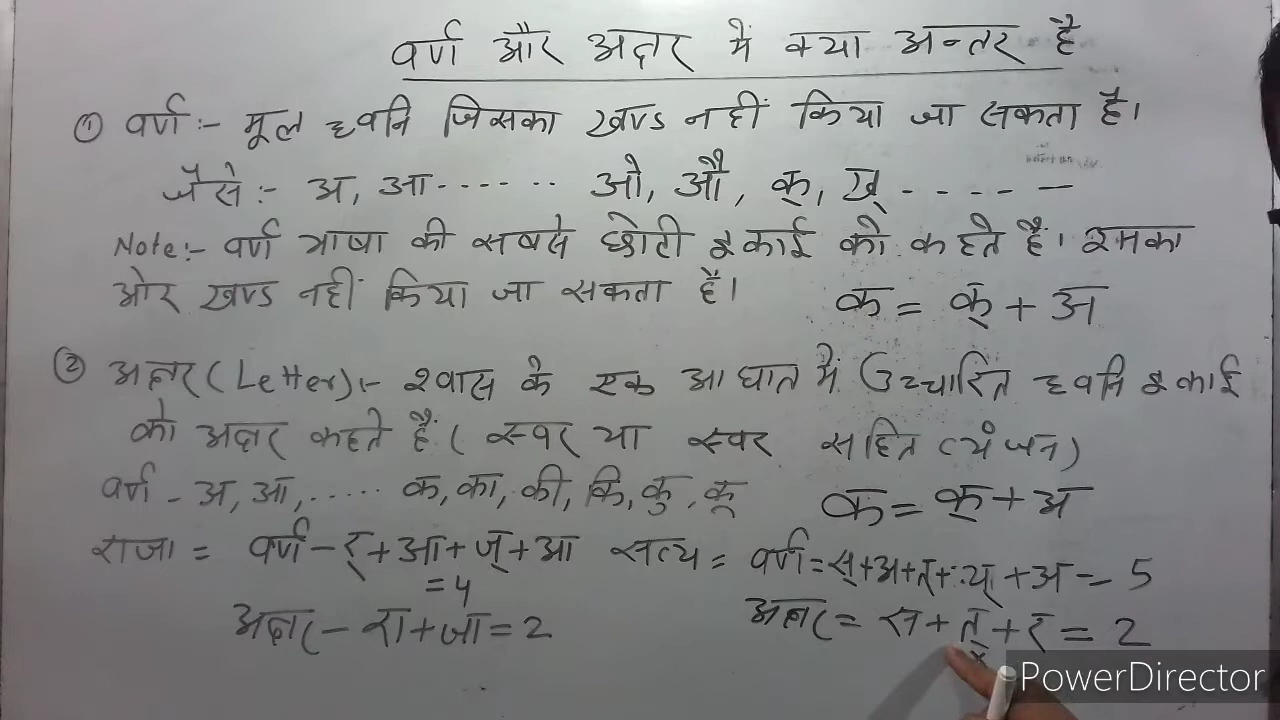 वर्ण और अक्षर में क्या अन्तर है
① वर्ण :- मूल ध्वनि जिसका खण्ड नहीं किया जा सकता है।
जैसे :- अ, आ ------ ओ, औ, क्, ख् -----
Note :- वर्ण भाषा की सबसे छोटी इकाई को कहते हैं। इसका
ओर खण्ड नहीं किया जा सकता है।
क = क् + अ
② अक्षर (Letter) :- श्वास के एक आघात में उच्चारित ध्वनि इकाई
को अक्षर कहते हैं ( स्वर या स्वर सहित व्यंजन)
वर्ण - अ, आ, ..... क, का, की, कि, कु, कू
क = क् + अ
राजा = वर्ण - र् + आ + ज् + आ
= 4
अक्षर - रा + जा = 2
सत्य = वर्ण = स् + अ + त् + य् + अ - 5
अक्षर = स + त् + र = 2
x
PowerDirector